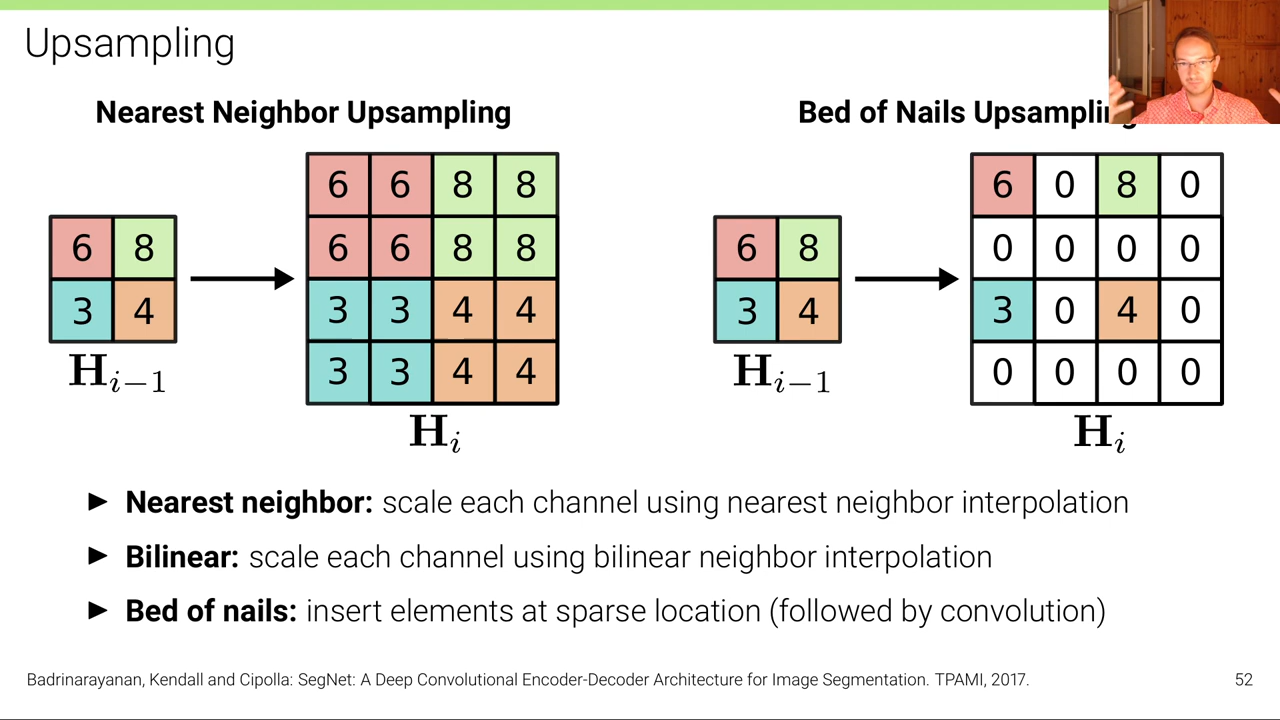 Upsampling
Nearest Neighbor Upsampling
Bed of Nails Upsampling
6 6 8 8
6 0 8 0
6 8
6 6 8 8
6 8
0 0 0 0
3 4
3 3 4 4
3 4
3 0 4 0
3 3 4 4
0 0 0 0
H_{i−1}
H_{i−1}
H_i
H_i
► Nearest neighbor: scale each channel using nearest neighbor interpolation
► Bilinear: scale each channel using bilinear neighbor interpolation
► Bed of nails: insert elements at sparse location (followed by convolution)
Badrinarayanan, Kendall and Cipolla: SegNet: A Deep Convolutional Encoder-Decoder Architecture for Image Segmentation. TPAMI, 2017.
52